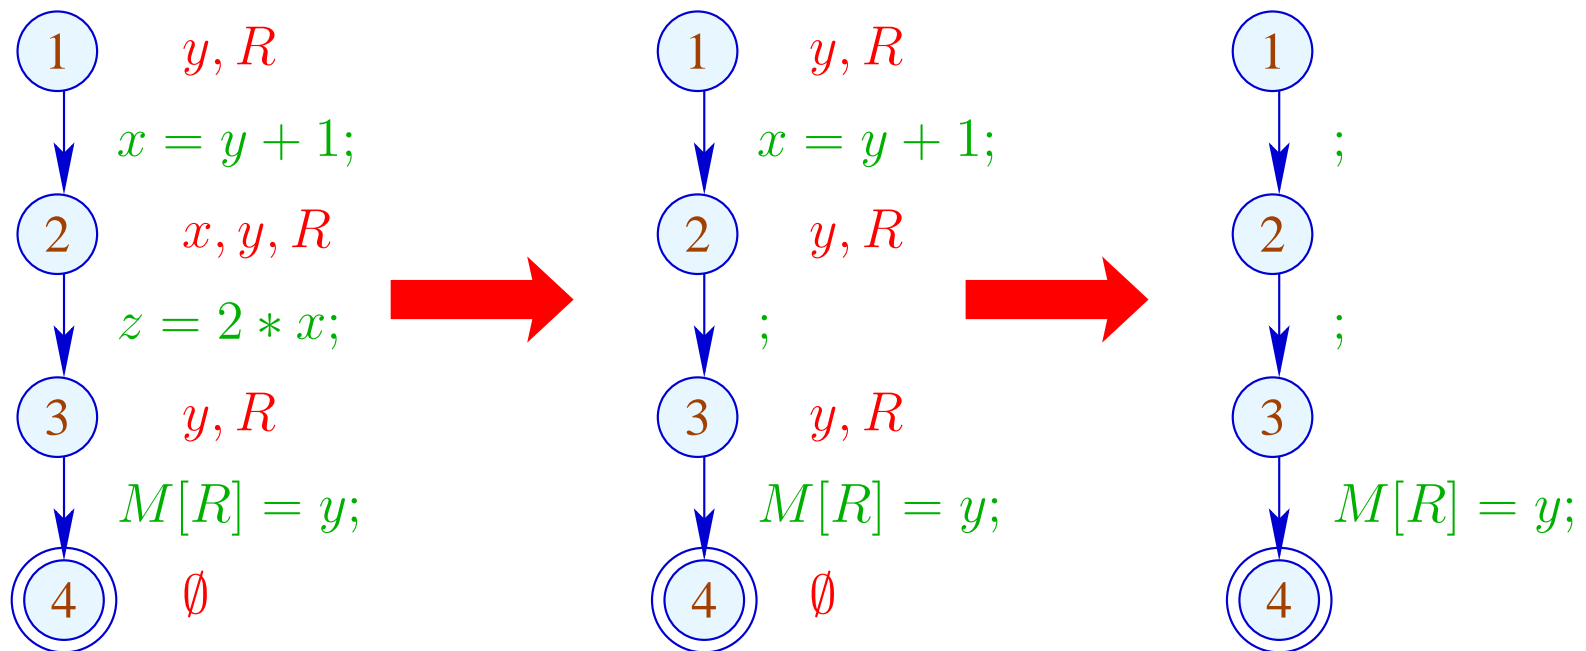 1 y, R
x = y + 1;
2 x, y, R
z = 2 ∗ x;
3 y, R
M[R] = y;
4 ∅
1 y, R
x = y + 1;
2 y, R
;
3 y, R
M[R] = y;
4 ∅
1
;
2
;
3
M[R] = y;
4